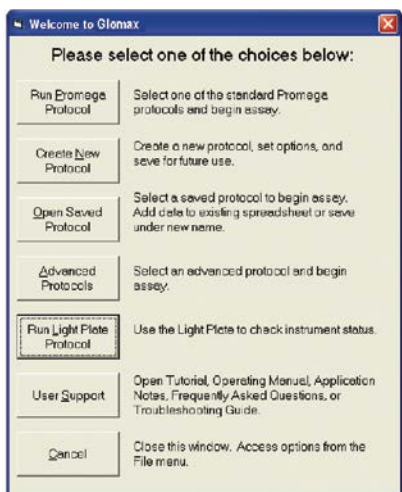 Welcome to Glomax
Please select one of the choices below:
Run Promega
Protocol
Select one of the standard Promega
protocols and begin assay.
Create New
Protocol
Create a new protocol, set options, and
save for future use.
Open Saved
Protocol
Select a saved protocol to begin assay.
Add data to existing spreadsheet or save
under new name.
Advanced
Protocols
Select an advanced protocol and begin
assay.
Run Light Plate
Protocol
Use the Light Plate to check instrument status.
User Support
Open Tutorial, Operating Manual, Application
Notes, Frequently Asked Questions, or
Troubleshooting Guide.
Cancel
Close this window. Access options from the
File menu.